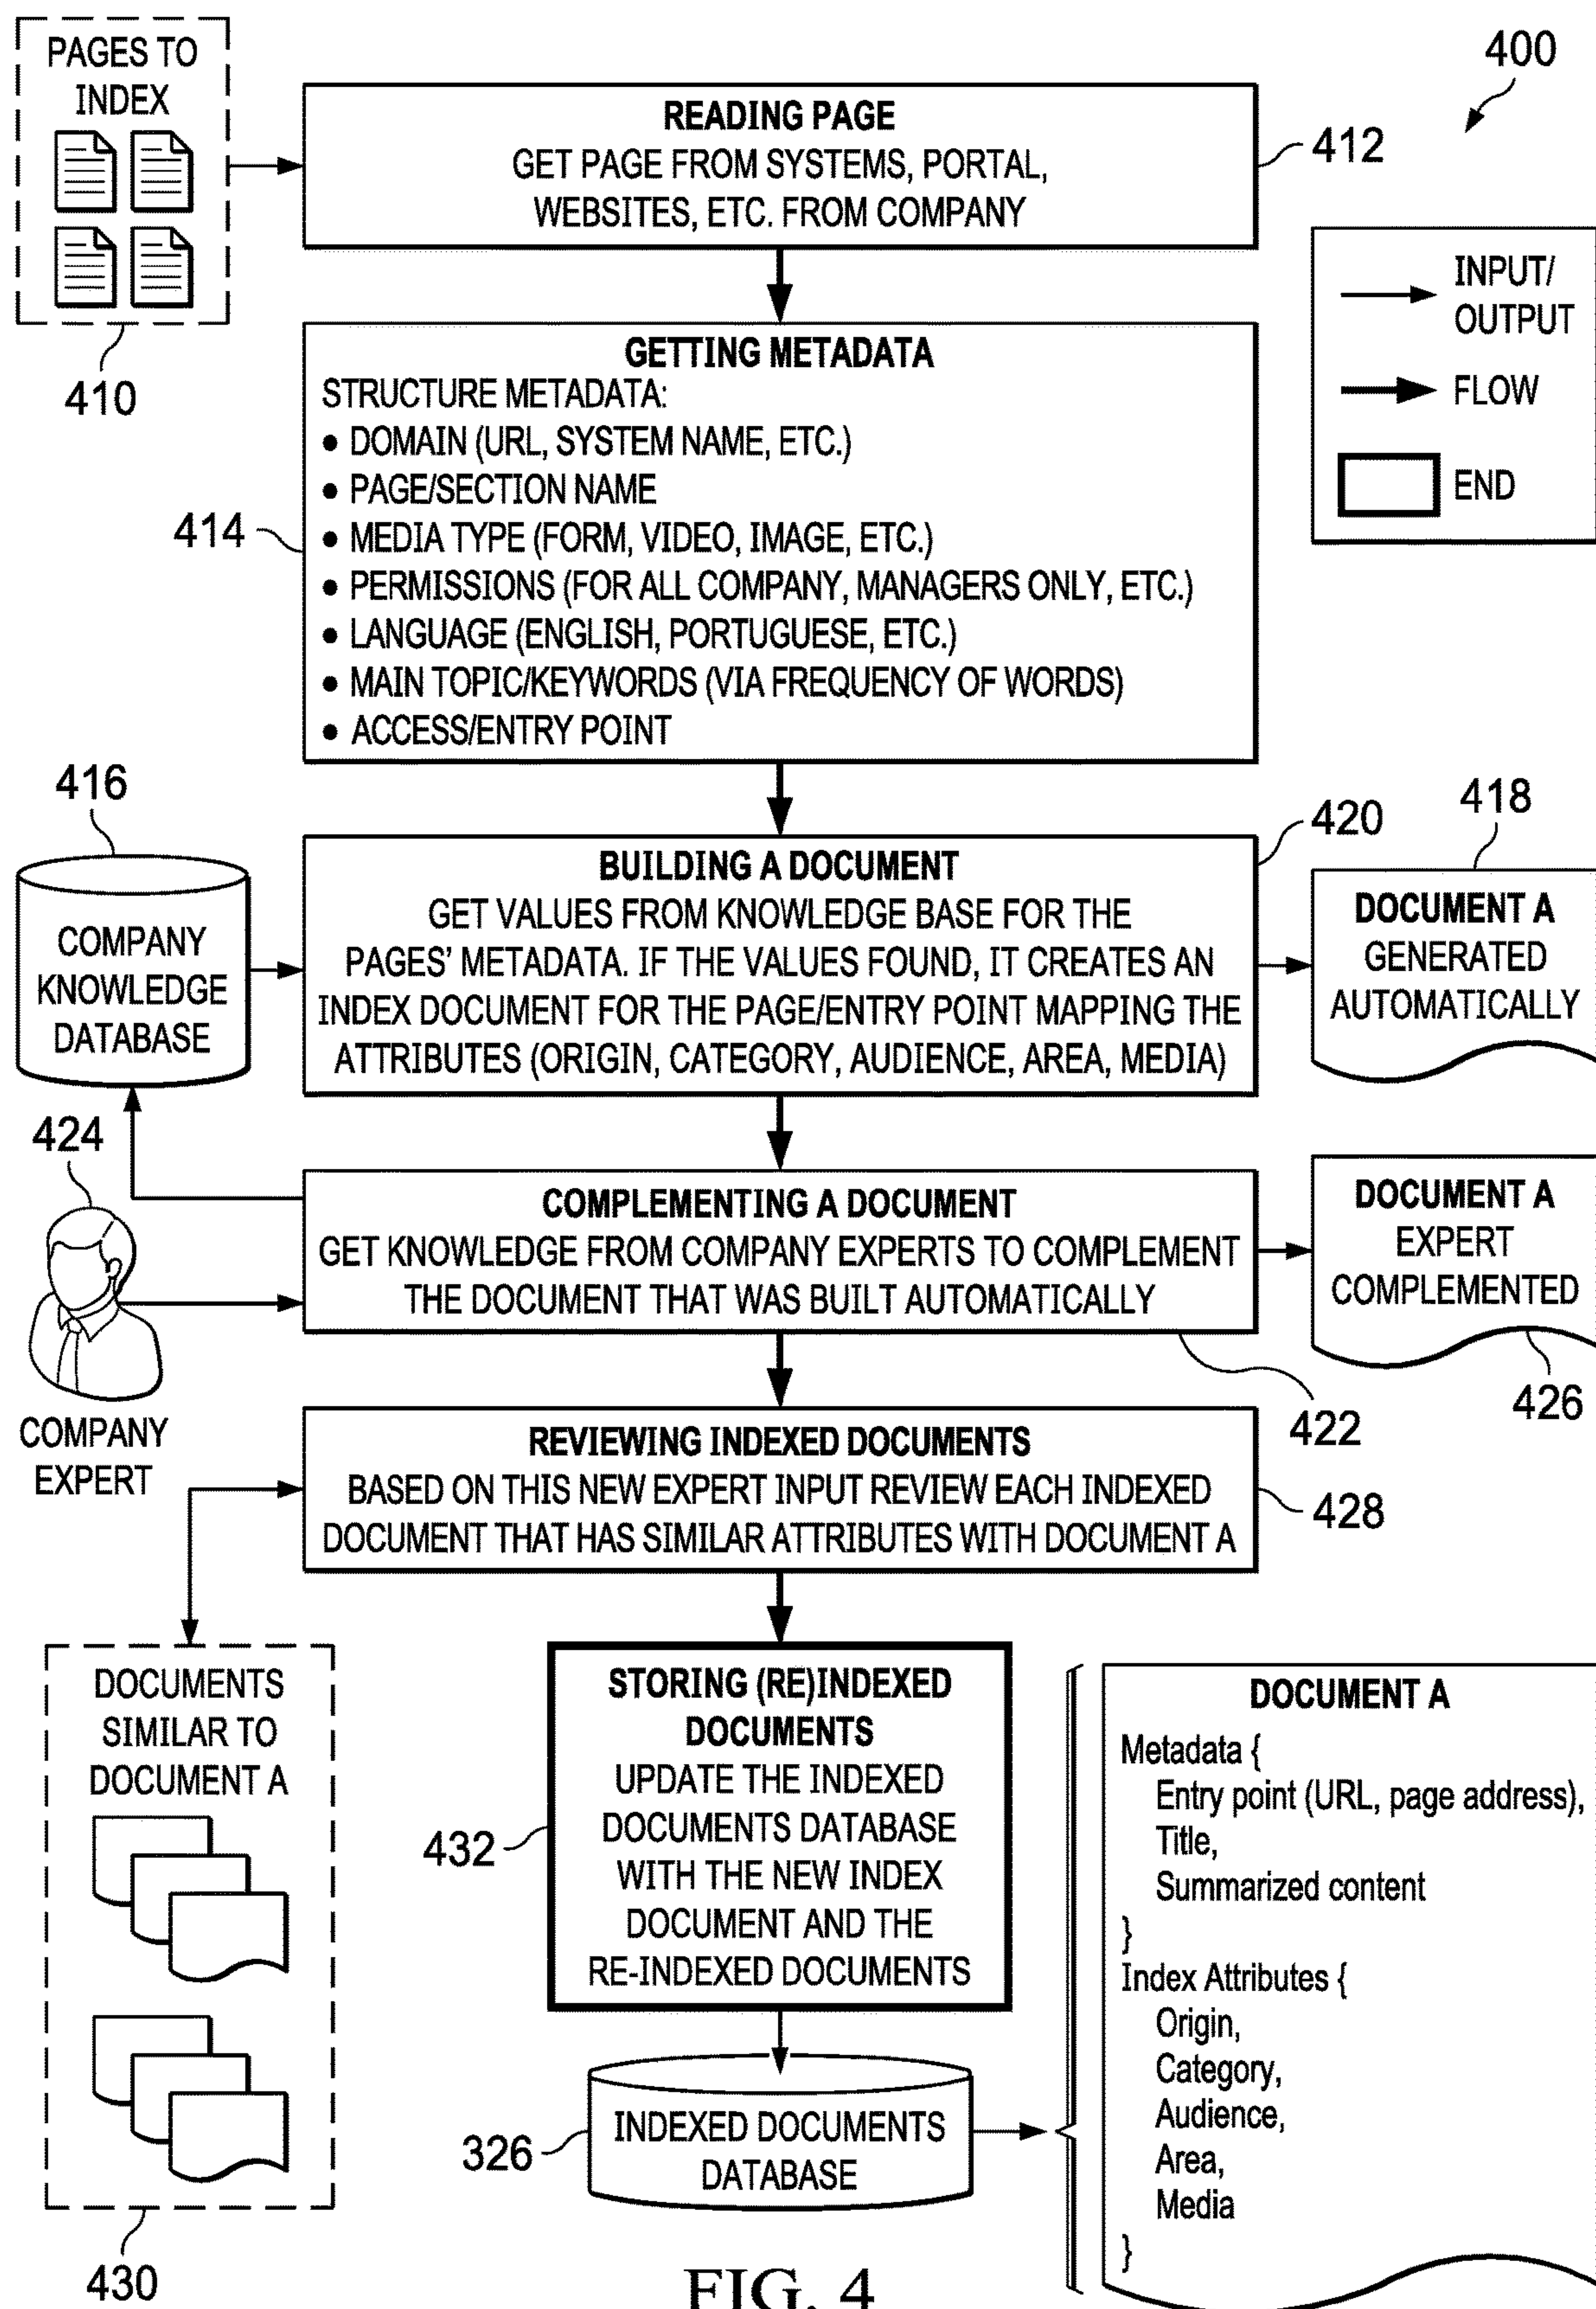 PAGES TO
INDEX
410
400
READING PAGE
GET PAGE FROM SYSTEMS, PORTAL,
WEBSITES, ETC. FROM COMPANY
412
INPUT/
OUTPUT
FLOW
END
GETTING METADATA
STRUCTURE METADATA:
• DOMAIN (URL, SYSTEM NAME, ETC.)
• PAGE/SECTION NAME
• MEDIA TYPE (FORM, VIDEO, IMAGE, ETC.)
• PERMISSIONS (FOR ALL COMPANY, MANAGERS ONLY, ETC.)
• LANGUAGE (ENGLISH, PORTUGUESE, ETC.)
• MAIN TOPIC/KEYWORDS (VIA FREQUENCY OF WORDS)
• ACCESS/ENTRY POINT
414
416
COMPANY
KNOWLEDGE
DATABASE
BUILDING A DOCUMENT
GET VALUES FROM KNOWLEDGE BASE FOR THE
PAGES' METADATA. IF THE VALUES FOUND, IT CREATES AN
INDEX DOCUMENT FOR THE PAGE/ENTRY POINT MAPPING THE
ATTRIBUTES (ORIGIN, CATEGORY, AUDIENCE, AREA, MEDIA)
420
418
DOCUMENT A
GENERATED
AUTOMATICALLY
424
COMPANY
EXPERT
COMPLEMENTING A DOCUMENT
GET KNOWLEDGE FROM COMPANY EXPERTS TO COMPLEMENT
THE DOCUMENT THAT WAS BUILT AUTOMATICALLY
422
DOCUMENT A
EXPERT
COMPLEMENTED
426
REVIEWING INDEXED DOCUMENTS
BASED ON THIS NEW EXPERT INPUT REVIEW EACH INDEXED
DOCUMENT THAT HAS SIMILAR ATTRIBUTES WITH DOCUMENT A
428
DOCUMENTS
SIMILAR TO
DOCUMENT A
430
STORING (RE)INDEXED
DOCUMENTS
UPDATE THE INDEXED
DOCUMENTS DATABASE
WITH THE NEW INDEX
DOCUMENT AND THE
RE-INDEXED DOCUMENTS
432
INDEXED DOCUMENTS
DATABASE
326
DOCUMENT A
Metadata {
Entry point (URL, page address),
Title,
Summarized content
}
Index Attributes {
Origin,
Category,
Audience,
Area,
Media
}
FIG. 4